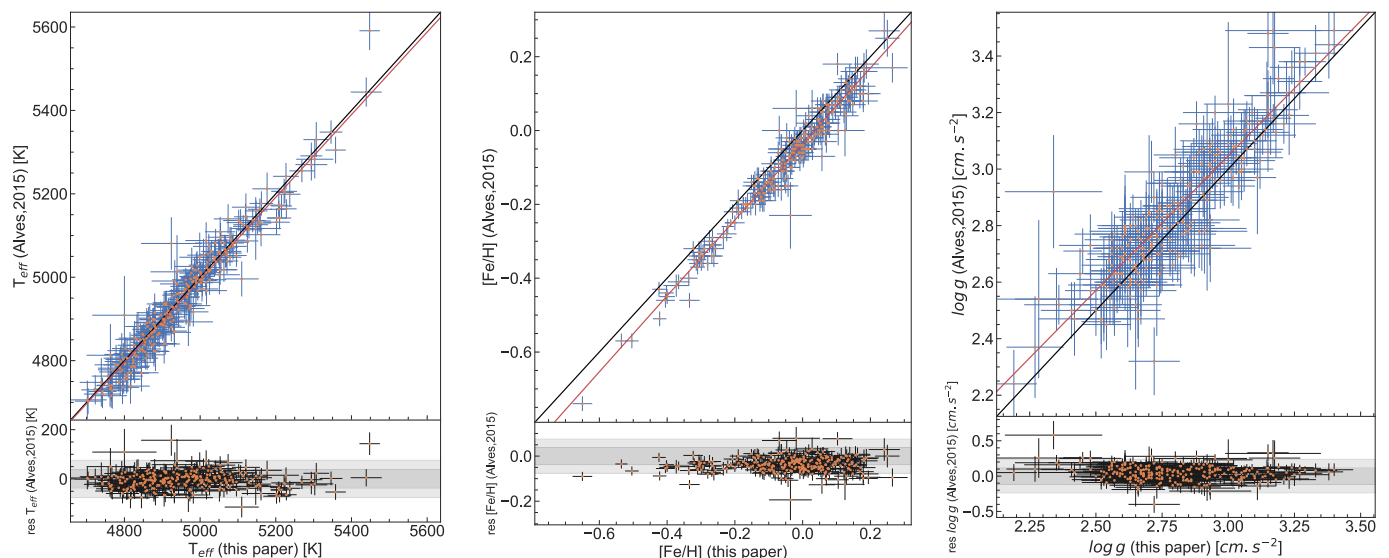 5600
5400
5200
5000
4800
T_eff (Alves,2015) [K]
200
0
res T_eff (Alves,2015) [K]
4800 5000 5200 5400 5600
T_eff (this paper) [K]
0.2
0.0
−0.2
−0.4
−0.6
[Fe/H] (Alves,2015)
0.0
−0.2
res [Fe/H] (Alves,2015)
−0.6 −0.4 −0.2 0.0 0.2
[Fe/H] (this paper)
3.4
3.2
3.0
2.8
2.6
2.4
2.2
log g (Alves,2015) [cm.s⁻²]
0.5
0.0
−0.5
res log g (Alves,2015) [cm.s⁻²]
2.25 2.50 2.75 3.00 3.25 3.50
log g (this paper) [cm.s⁻²]